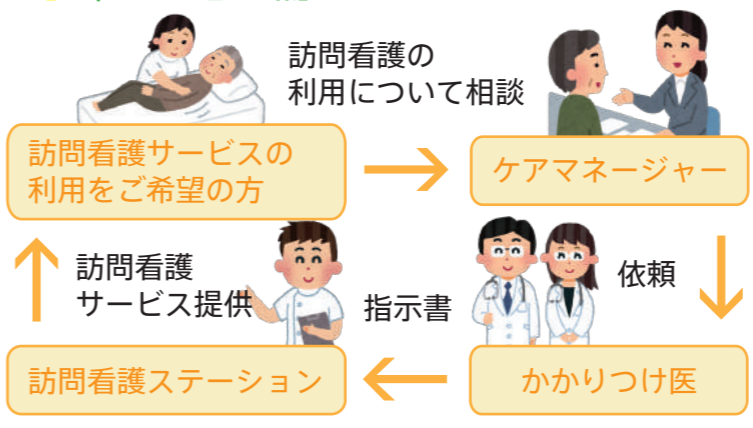 訪問看護の
利用について相談
訪問看護サービスの
利用をご希望の方
ケアマネージャー
依頼
かかりつけ医
指示書
訪問看護ステーション
訪問看護
サービス提供